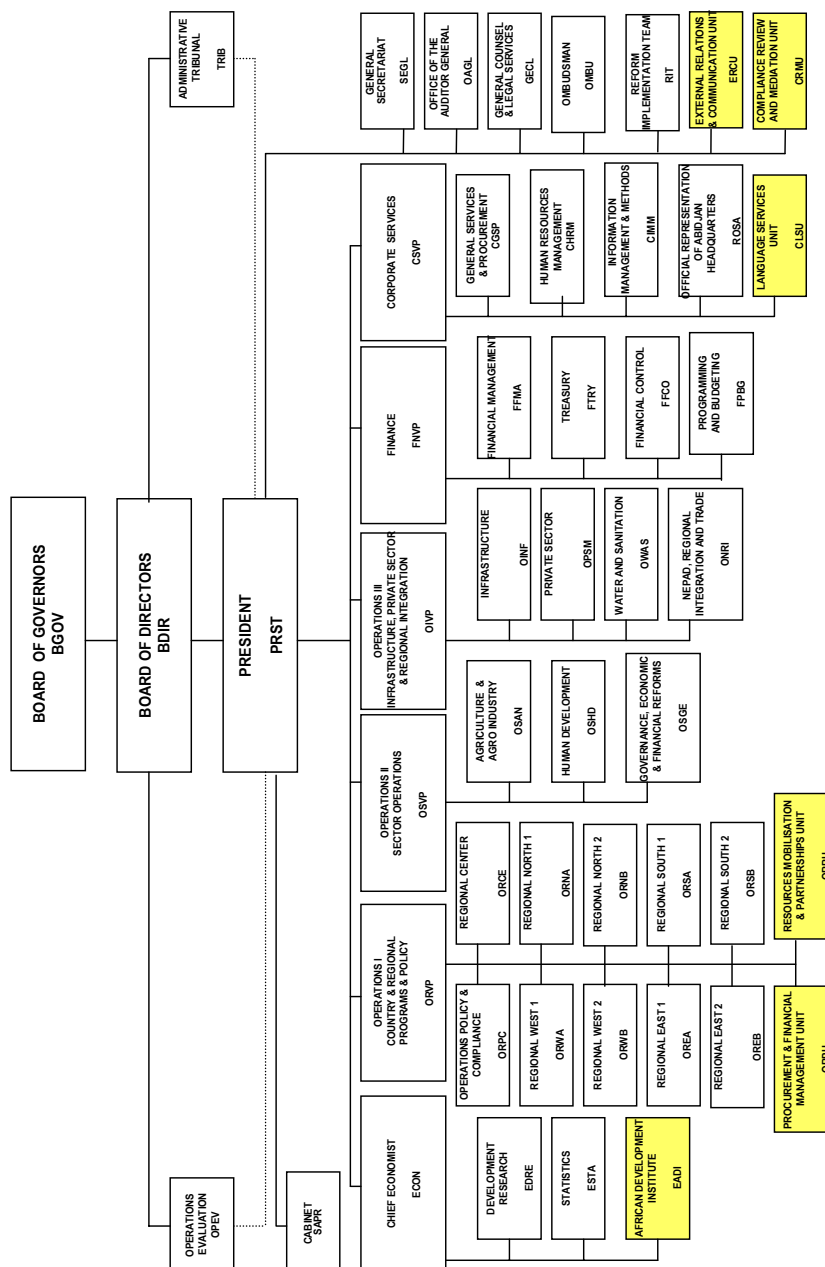 BOARD OF GOVERNORS
BGOV
BOARD OF DIRECTORS
BDIR
ADMINISTRATIVE
TRIBUNAL
TRIB
OPERATIONS
EVALUATION
OPEV
PRESIDENT
PRST
CABINET
SAPR
CHIEF ECONOMIST
ECON
DEVELOPMENT
RESEARCH
EDRE
STATISTICS
ESTA
AFRICAN DEVELOPMENT
INSTITUTE
EADI
OPERATIONS I
COUNTRY & REGIONAL
PROGRAMS & POLICY
ORVP
OPERATIONS POLICY &
COMPLIANCE
ORPC
REGIONAL WEST 1
ORWA
REGIONAL WEST 2
ORWB
REGIONAL EAST 1
OREA
REGIONAL EAST 2
OREB
PROCUREMENT & FINANCIAL
MANAGEMENT UNIT
REGIONAL CENTER
ORCE
REGIONAL NORTH 1
ORNA
REGIONAL NORTH 2
ORNB
REGIONAL SOUTH 1
ORSA
REGIONAL SOUTH 2
ORSB
RESOURCES MOBILISATION
& PARTNERSHIPS UNIT
OPERATIONS II
SECTOR OPERATIONS
OSVP
AGRICULTURE &
AGRO INDUSTRY
OSAN
HUMAN DEVELOPMENT
OSHD
GOVERNANCE, ECONOMIC
& FINANCIAL REFORMS
OSGE
OPERATIONS III
INFRASTRUCTURE, PRIVATE SECTOR
& REGIONAL INTEGRATION
OIVP
INFRASTRUCTURE
OINF
PRIVATE SECTOR
OPSM
WATER AND SANITATION
OWAS
NEPAD, REGIONAL
INTEGRATION AND TRADE
ONRI
FINANCE
FNVP
FINANCIAL MANAGEMENT
FFMA
TREASURY
FTRY
FINANCIAL CONTROL
FFCO
PROGRAMMING
AND BUDGETING
FPBG
CORPORATE SERVICES
CSVP
GENERAL SERVICES
& PROCUREMENT
CGSP
HUMAN RESOURCES
MANAGEMENT
CHRM
INFORMATION
MANAGEMENT & METHODS
CIMM
OFFICIAL REPRESENTATION
OF ABIDJAN
HEADQUARTERS
ROSA
LANGUAGE SERVICES
UNIT
CLSU
GENERAL
SECRETARIAT
SEGL
OFFICE OF THE
AUDITOR GENERAL
OAGL
GENERAL COUNSEL
& LEGAL SERVICES
GECL
OMBUDSMAN
OMBU
REFORM
IMPLEMENTATION TEAM
RIT
EXTERNAL RELATIONS
& COMMUNICATION UNIT
ERCU
COMPLIANCE REVIEW
AND MEDIATION UNIT
CRMU